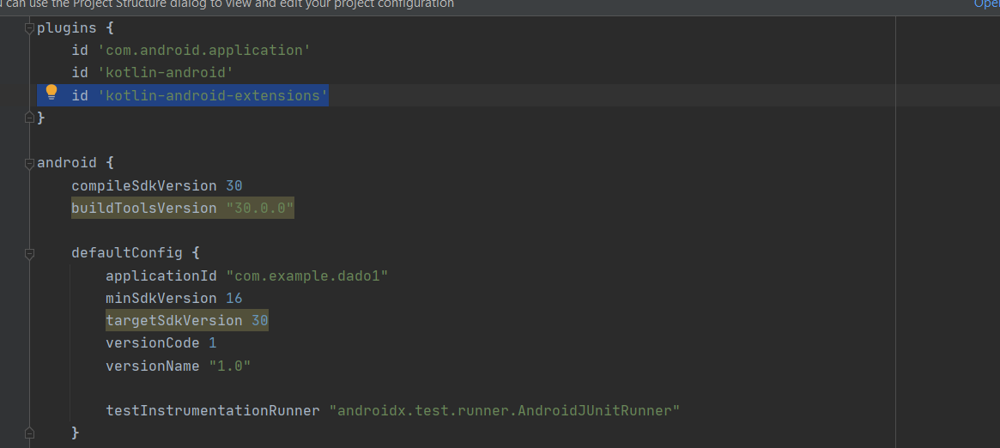 can use the Project Structure dialog to view and edit your project configuration
plugins {
    id 'com.android.application'
    id 'kotlin-android'
    id 'kotlin-android-extensions'
}
android {
    compileSdkVersion 30
    buildToolsVersion "30.0.0"
    defaultConfig {
        applicationId "com.example.dado1"
        minSdkVersion 16
        targetSdkVersion 30
        versionCode 1
        versionName "1.0"
        testInstrumentationRunner "androidx.test.runner.AndroidJUnitRunner"
    }